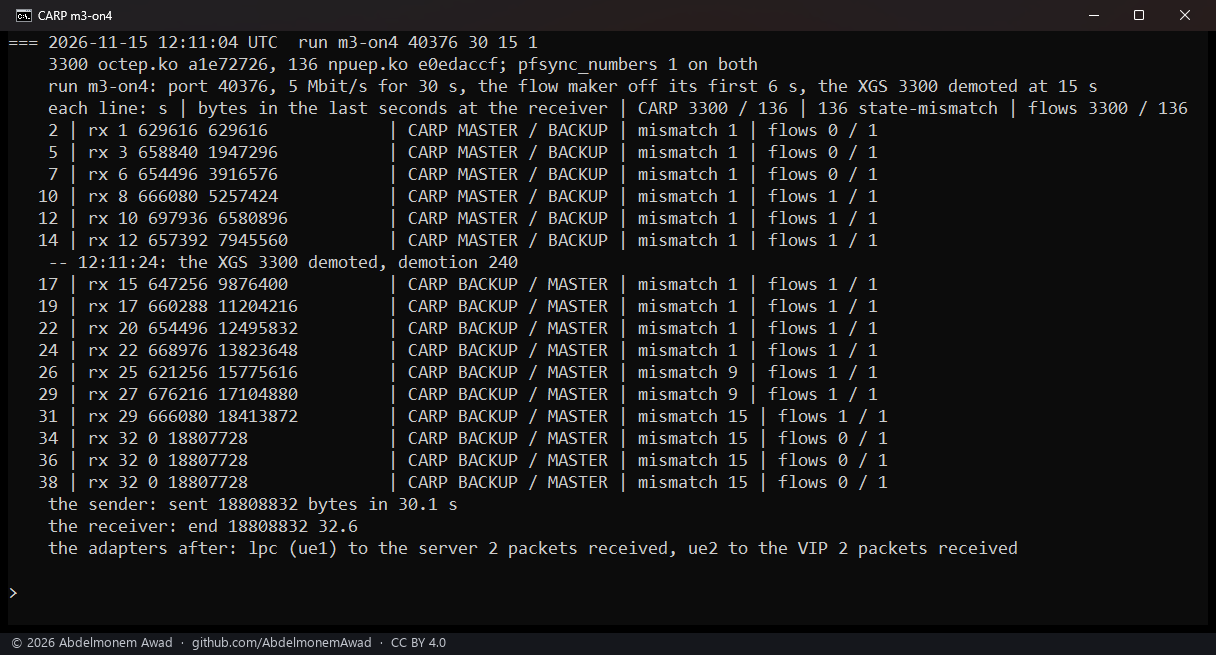 CARP m3-on4
=== 2026-11-15 12:11:04 UTC  run m3-on4 40376 30 15 1
    3300 octep.ko a1e72726, 136 npuep.ko e0edaccf; pfsync_numbers 1 on both
    run m3-on4: port 40376, 5 Mbit/s for 30 s, the flow maker off its first 6 s, the XGS 3300 demoted at 15 s
    each line: s | bytes in the last seconds at the receiver | CARP 3300 / 136 | 136 state-mismatch | flows 3300 / 136
    2 | rx 1 629616 629616            | CARP MASTER / BACKUP | mismatch 1 | flows 0 / 1
    5 | rx 3 658840 1947296           | CARP MASTER / BACKUP | mismatch 1 | flows 0 / 1
    7 | rx 6 654496 3916576           | CARP MASTER / BACKUP | mismatch 1 | flows 0 / 1
   10 | rx 8 666080 5257424           | CARP MASTER / BACKUP | mismatch 1 | flows 1 / 1
   12 | rx 10 697936 6580896          | CARP MASTER / BACKUP | mismatch 1 | flows 1 / 1
   14 | rx 12 657392 7945560          | CARP MASTER / BACKUP | mismatch 1 | flows 1 / 1
    -- 12:11:24: the XGS 3300 demoted, demotion 240
   17 | rx 15 647256 9876400          | CARP BACKUP / MASTER | mismatch 1 | flows 1 / 1
   19 | rx 17 660288 11204216         | CARP BACKUP / MASTER | mismatch 1 | flows 1 / 1
   22 | rx 20 654496 12495832         | CARP BACKUP / MASTER | mismatch 1 | flows 1 / 1
   24 | rx 22 668976 13823648         | CARP BACKUP / MASTER | mismatch 1 | flows 1 / 1
   26 | rx 25 621256 15775616         | CARP BACKUP / MASTER | mismatch 9 | flows 1 / 1
   29 | rx 27 676216 17104880         | CARP BACKUP / MASTER | mismatch 9 | flows 1 / 1
   31 | rx 29 666080 18413872         | CARP BACKUP / MASTER | mismatch 15 | flows 1 / 1
   34 | rx 32 0 18807728              | CARP BACKUP / MASTER | mismatch 15 | flows 0 / 1
   36 | rx 32 0 18807728              | CARP BACKUP / MASTER | mismatch 15 | flows 0 / 1
   38 | rx 32 0 18807728              | CARP BACKUP / MASTER | mismatch 15 | flows 0 / 1
    the sender: sent 18808832 bytes in 30.1 s
    the receiver: end 18808832 32.6
    the adapters after: lpc (ue1) to the server 2 packets received, ue2 to the VIP 2 packets received
>
© 2026 Abdelmonem Awad · github.com/AbdelmonemAwad · CC BY 4.0